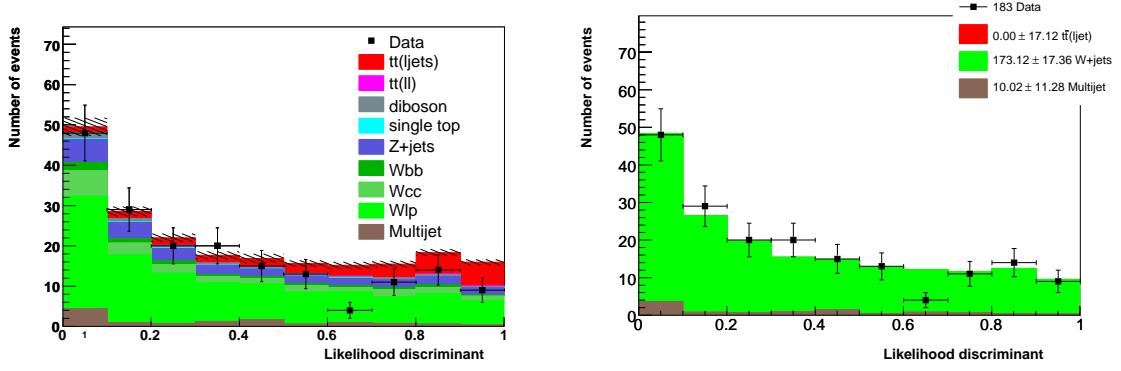 Number of events
70
60
50
40
30
20
10
0
0 1 0.2 0.4 0.6 0.8 1
Likelihood discriminant
Data
tt(ljets)
tt(ll)
diboson
single top
Z+jets
Wbb
Wcc
Wlp
Multijet
Number of events
70
60
50
40
30
20
10
0
0 0.2 0.4 0.6 0.8 1
Likelihood discriminant
183 Data
0.00 ± 17.12 tt̄(ljet)
173.12 ± 17.36 W+jets
10.02 ± 11.28 Multijet